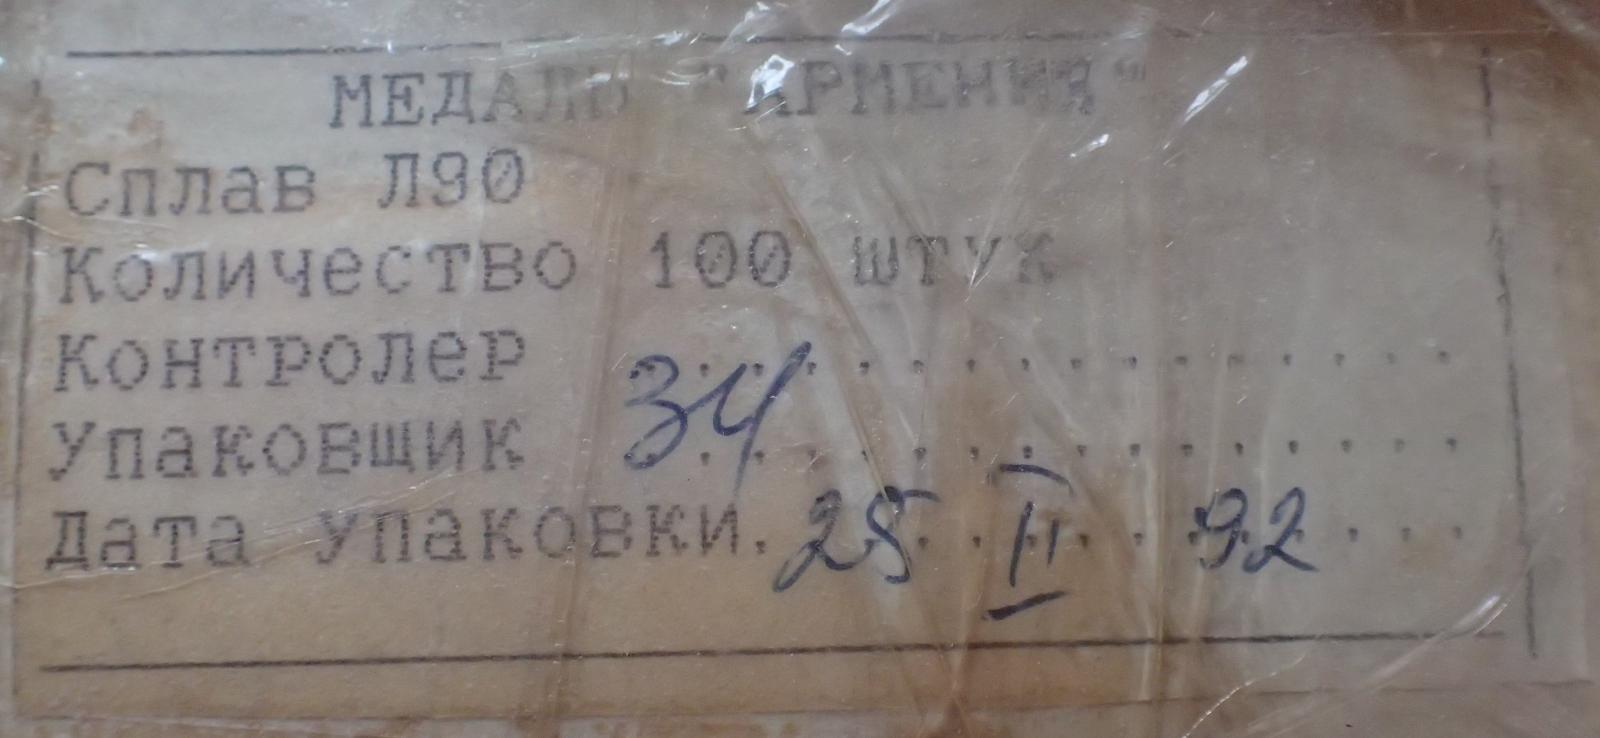 МЕДАЛЬ "АРМЕНИЯ"
Сплав Л90
Количество 100 штук
Контролер . . . . . . . . . . . . . . .
Упаковщик 34 . . . . . . . . . . . . . .
Дата упаковки. 25 . II . 92 . . .